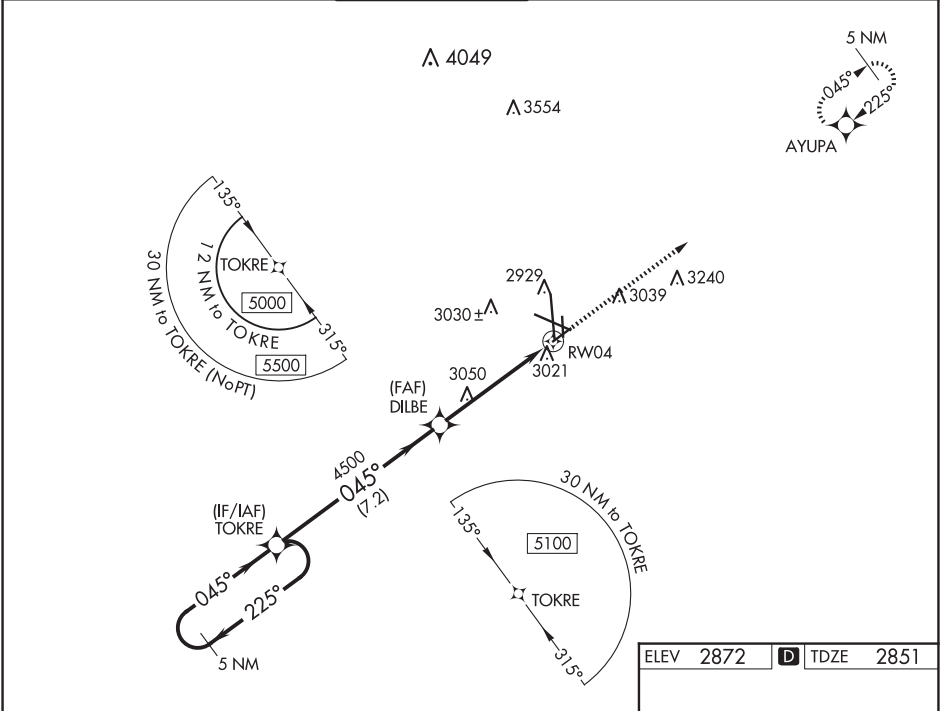 4049
5 NM
3554
045°
225°
AYUPA
135°
TOKRE
12 NM to TOKRE
5000
30 NM to TOKRE (NoPT)
5500
315°
2929
3240
3039
3030±
RW04
3021
3050
(FAF)
DILBE
4500
045°
(7.2)
(IF/IAF)
TOKRE
30 NM to TOKRE
135°
5100
TOKRE
315°
045°
225°
5 NM
ELEV 2872 D TDZE 2851